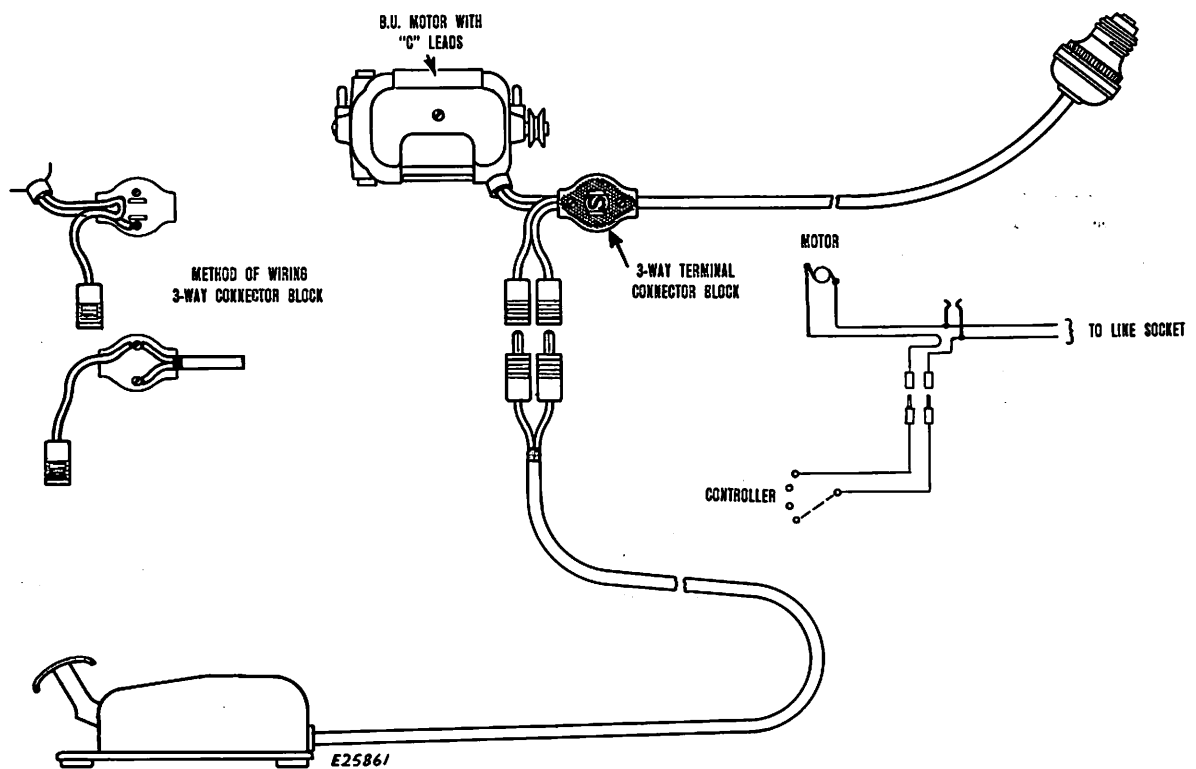 B.U. MOTOR WITH
"C" LEADS
METHOD OF WIRING
3-WAY CONNECTOR BLOCK
3-WAY TERMINAL
CONNECTOR BLOCK
MOTOR
TO LINE SOCKET
CONTROLLER
S
E25861